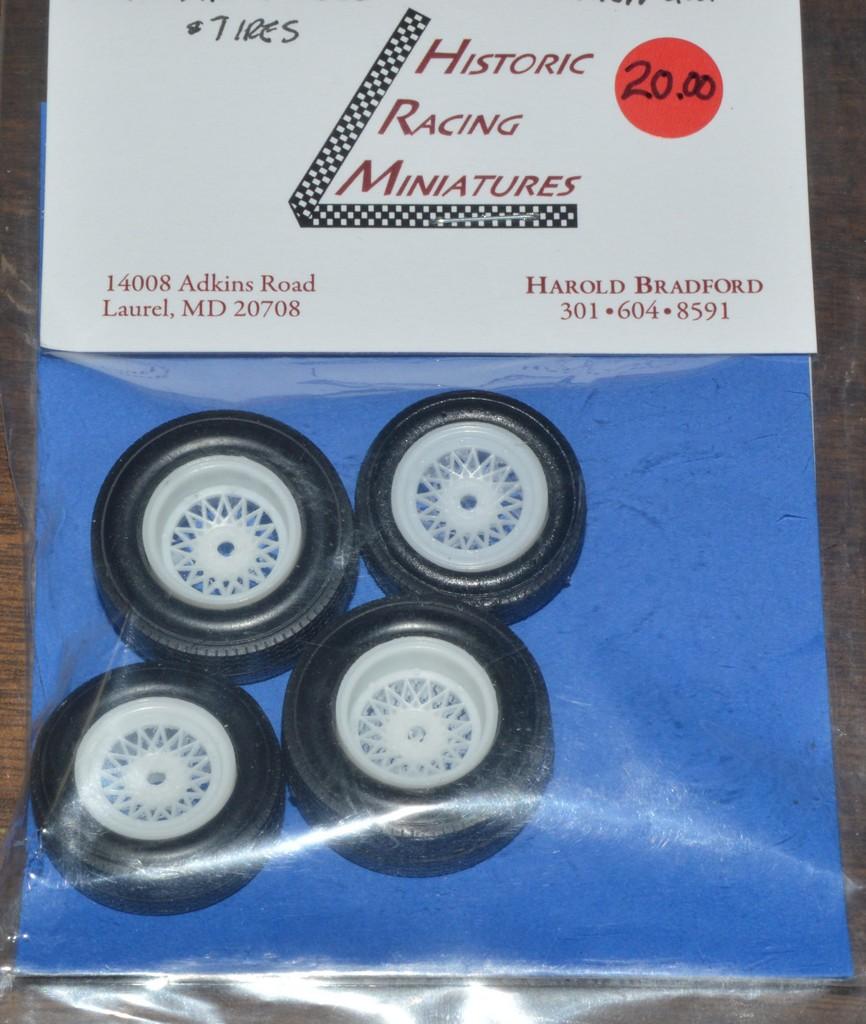 & TIRES
HISTORIC
RACING
MINIATURES
20.00
14008 Adkins Road
Laurel, MD 20708
HAROLD BRADFORD
301•604•8591